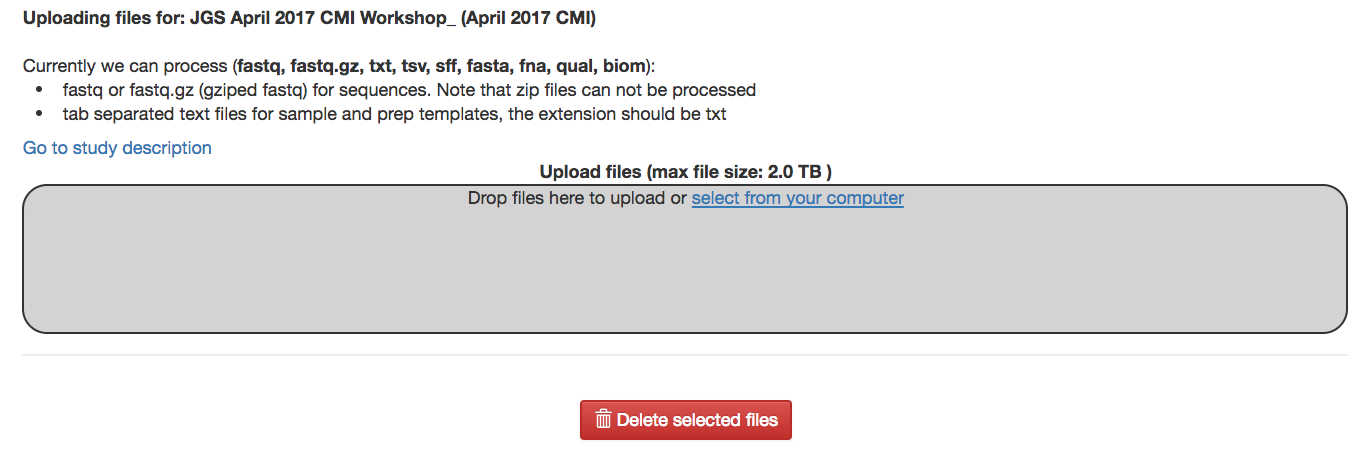 Uploading files for: JGS April 2017 CMI Workshop_ (April 2017 CMI)
Currently we can process (fastq, fastq.gz, txt, tsv, sff, fasta, fna, qual, biom):
• fastq or fastq.gz (gziped fastq) for sequences. Note that zip files can not be processed
• tab separated text files for sample and prep templates, the extension should be txt
Go to study description
Upload files (max file size: 2.0 TB )
Drop files here to upload or select from your computer
Delete selected files